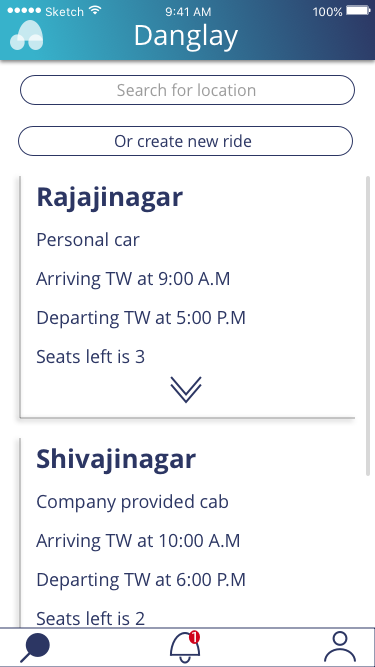 Sketch 9:41 AM 100%
Danglay
Search for location
Or create new ride
Rajajinagar
Personal car
Arriving TW at 9:00 A.M
Departing TW at 5:00 P.M
Seats left is 3
Shivajinagar
Company provided cab
Arriving TW at 10:00 A.M
Departing TW at 6:00 P.M
Seats left is 2
1